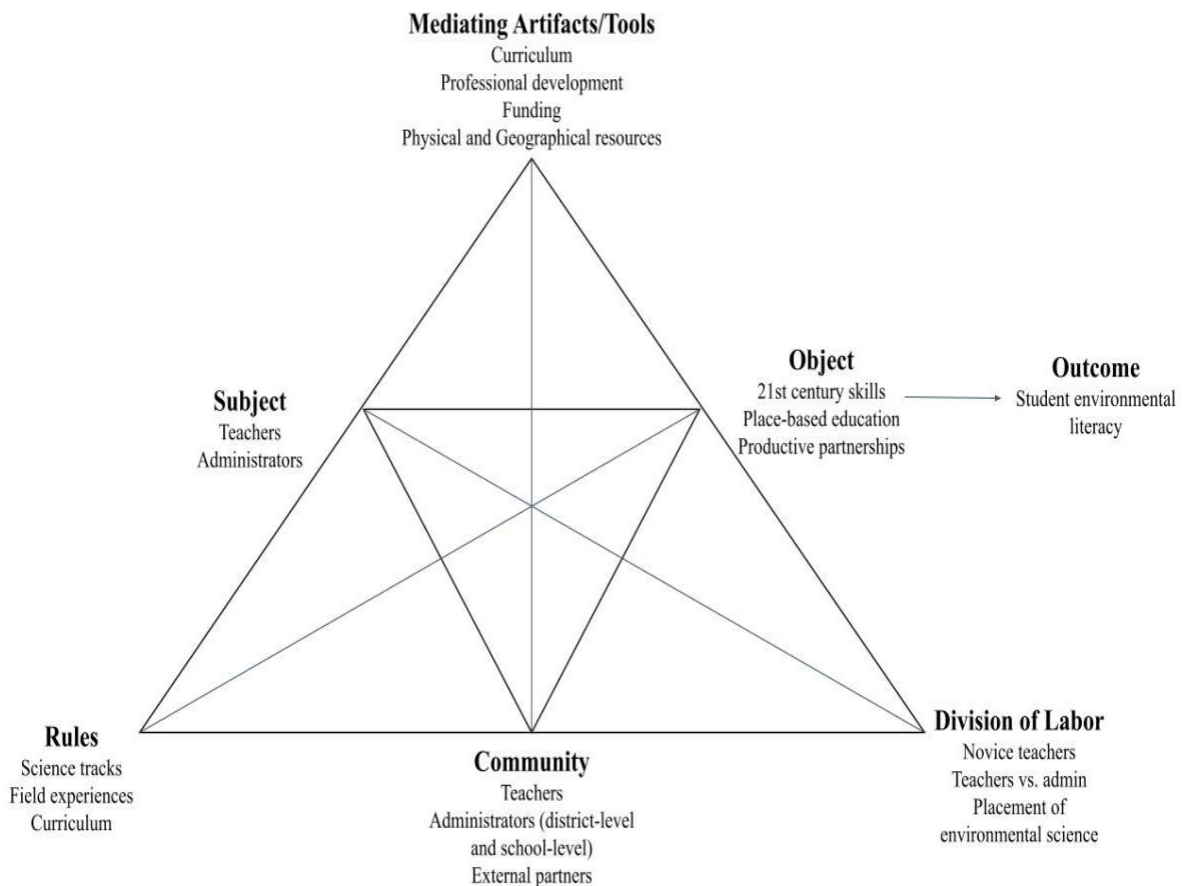 Mediating Artifacts/Tools
Curriculum
Professional development
Funding
Physical and Geographical resources
Subject
Teachers
Administrators
Object
21st century skills
Place-based education
Productive partnerships
Outcome
Student environmental
literacy
Rules
Science tracks
Field experiences
Curriculum
Community
Teachers
Administrators (district-level
and school-level)
External partners
Division of Labor
Novice teachers
Teachers vs. admin
Placement of
environmental science